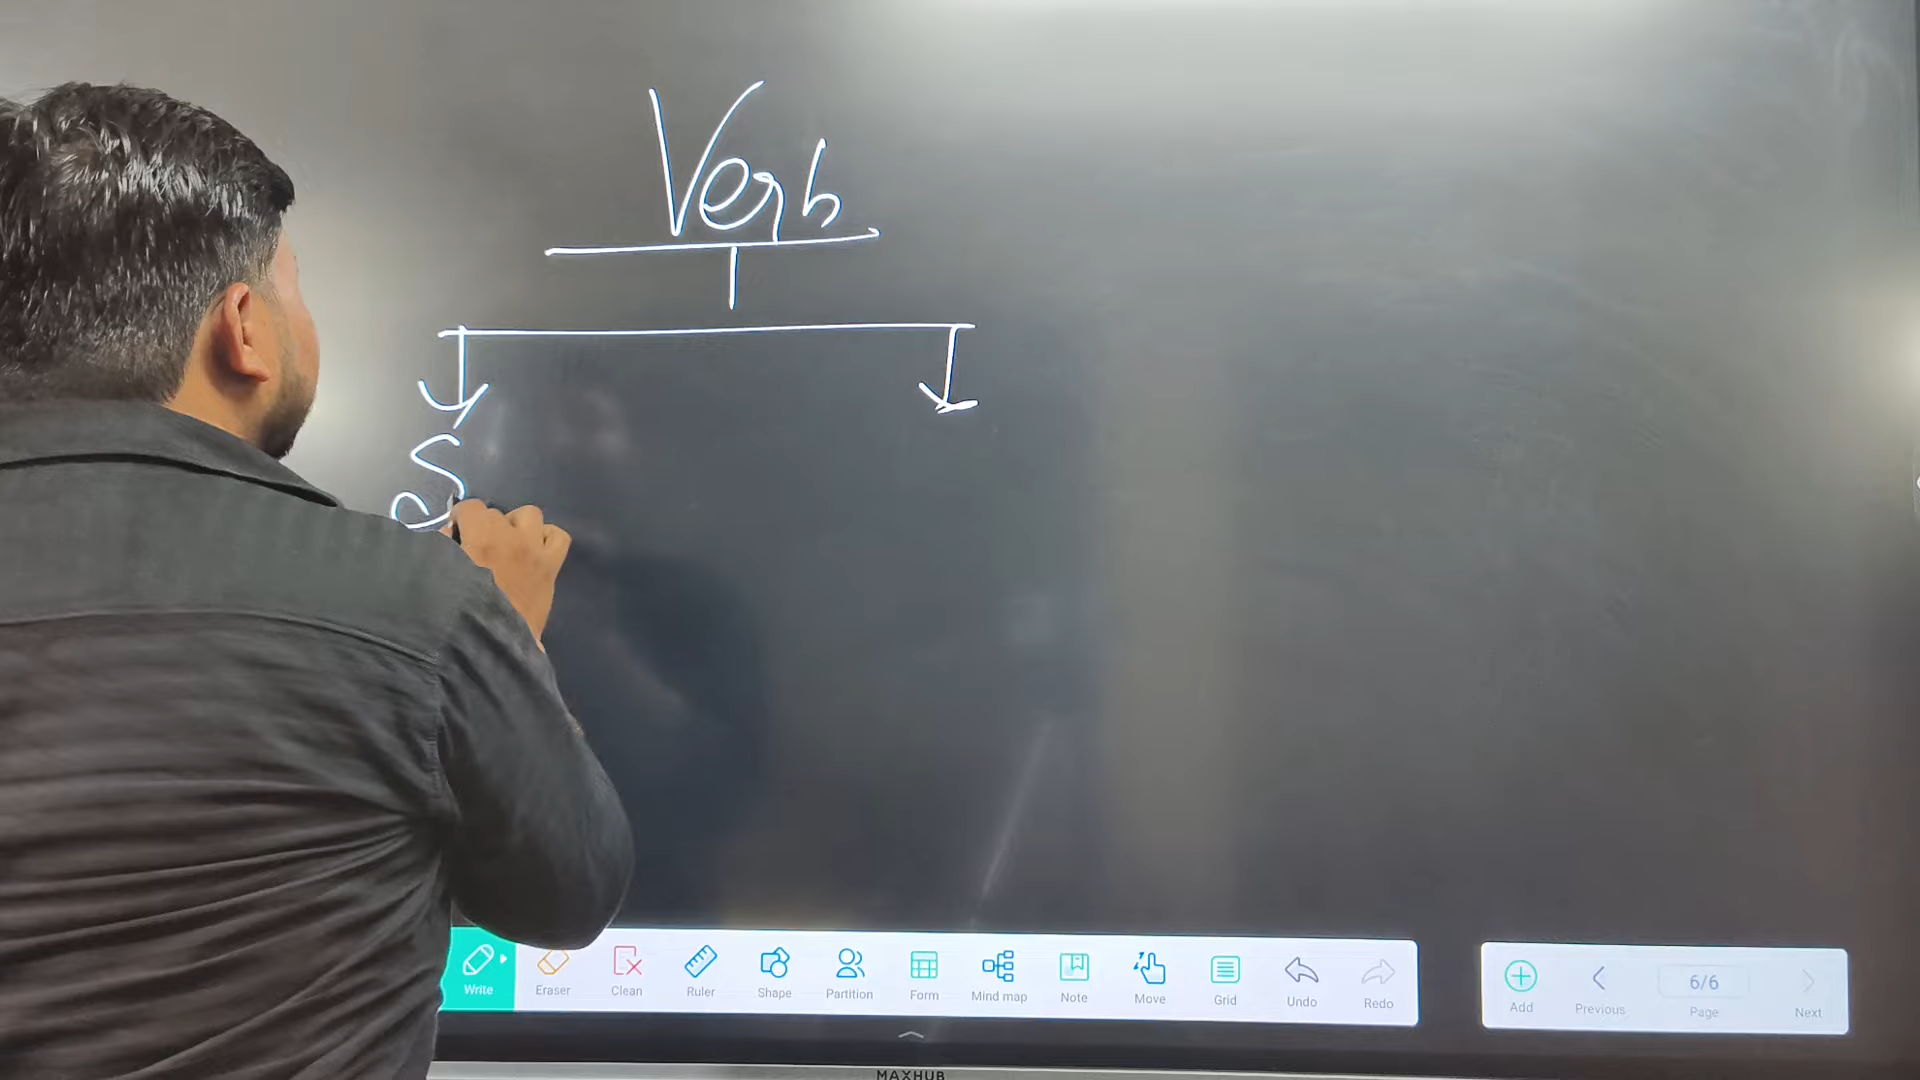 Verb
S
Write
Eraser
Clean
Ruler
Shape
Partition
Form
Mind map
Note
Move
Grid
Undo
Redo
Add
Previous
6/6
Page
Next
MAXHUB